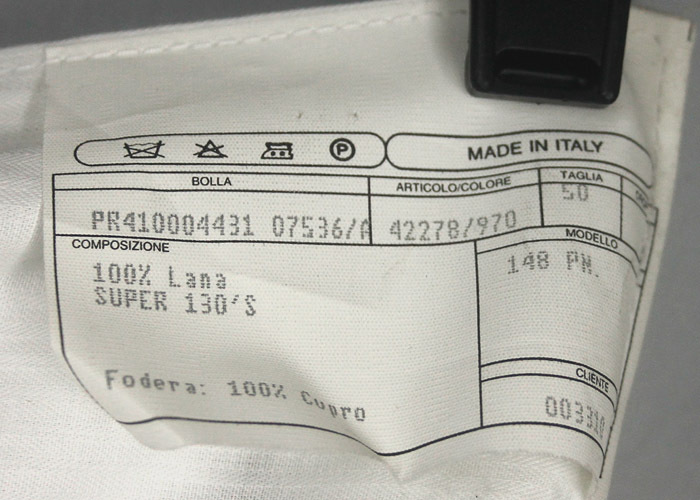 P MADE IN ITALY
BOLLA ARTICOLO/COLORE TAGLIA
PR410004431 07536/A 42278/970 50
COMPOSIZIONE MODELLO
100% Lana 148 PN.
SUPER 130'S
CLIENTE
Fodera: 100% Cupro